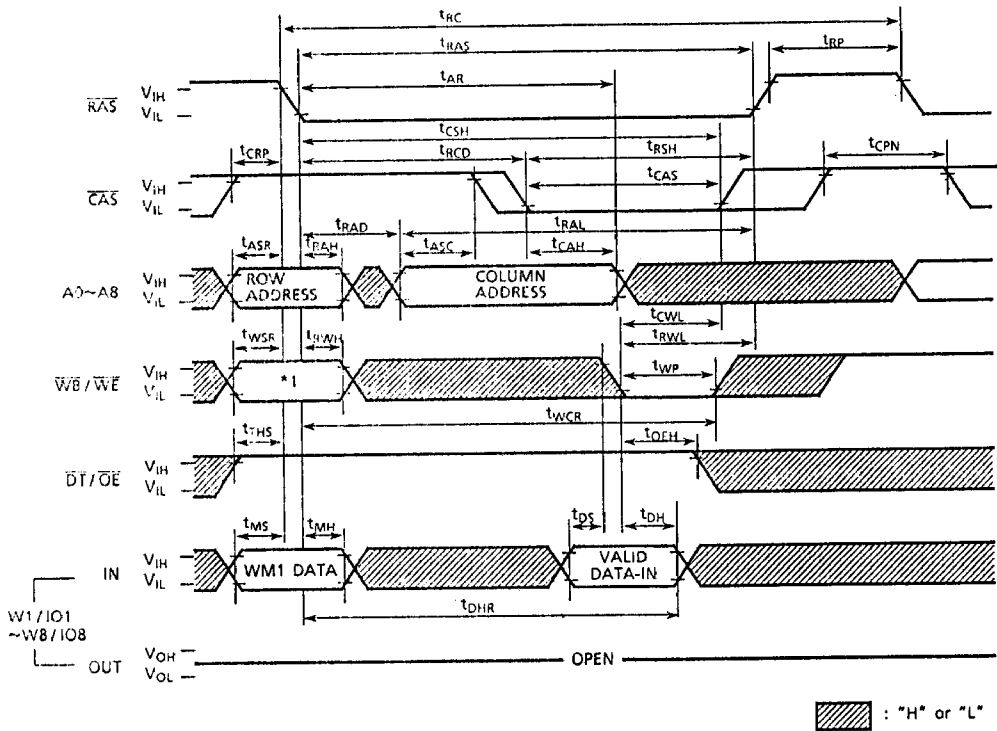 tRC
tRAS tRP
tAR
RAS VIH
VIL
tCSH
tCRP tRCD tRSH tCPN
tCAS
CAS VIH
VIL
tRAD tRAL
tASR tRAH tASC tCAH
A0~A8 VIH
VIL
ROW
ADDRESS
COLUMN
ADDRESS
tCWL
tRWL
tWSR tRWH tWP
WB/WE VIH
VIL
*1
tWCR
tTHS tOEH
DT/OE VIH
VIL
tMS tMH tDS tDH
IN VIH
VIL
WM1 DATA
VALID
DATA-IN
tDHR
W1/IO1
~W8/IO8
OUT VOH
VOL
OPEN
: "H" or "L"